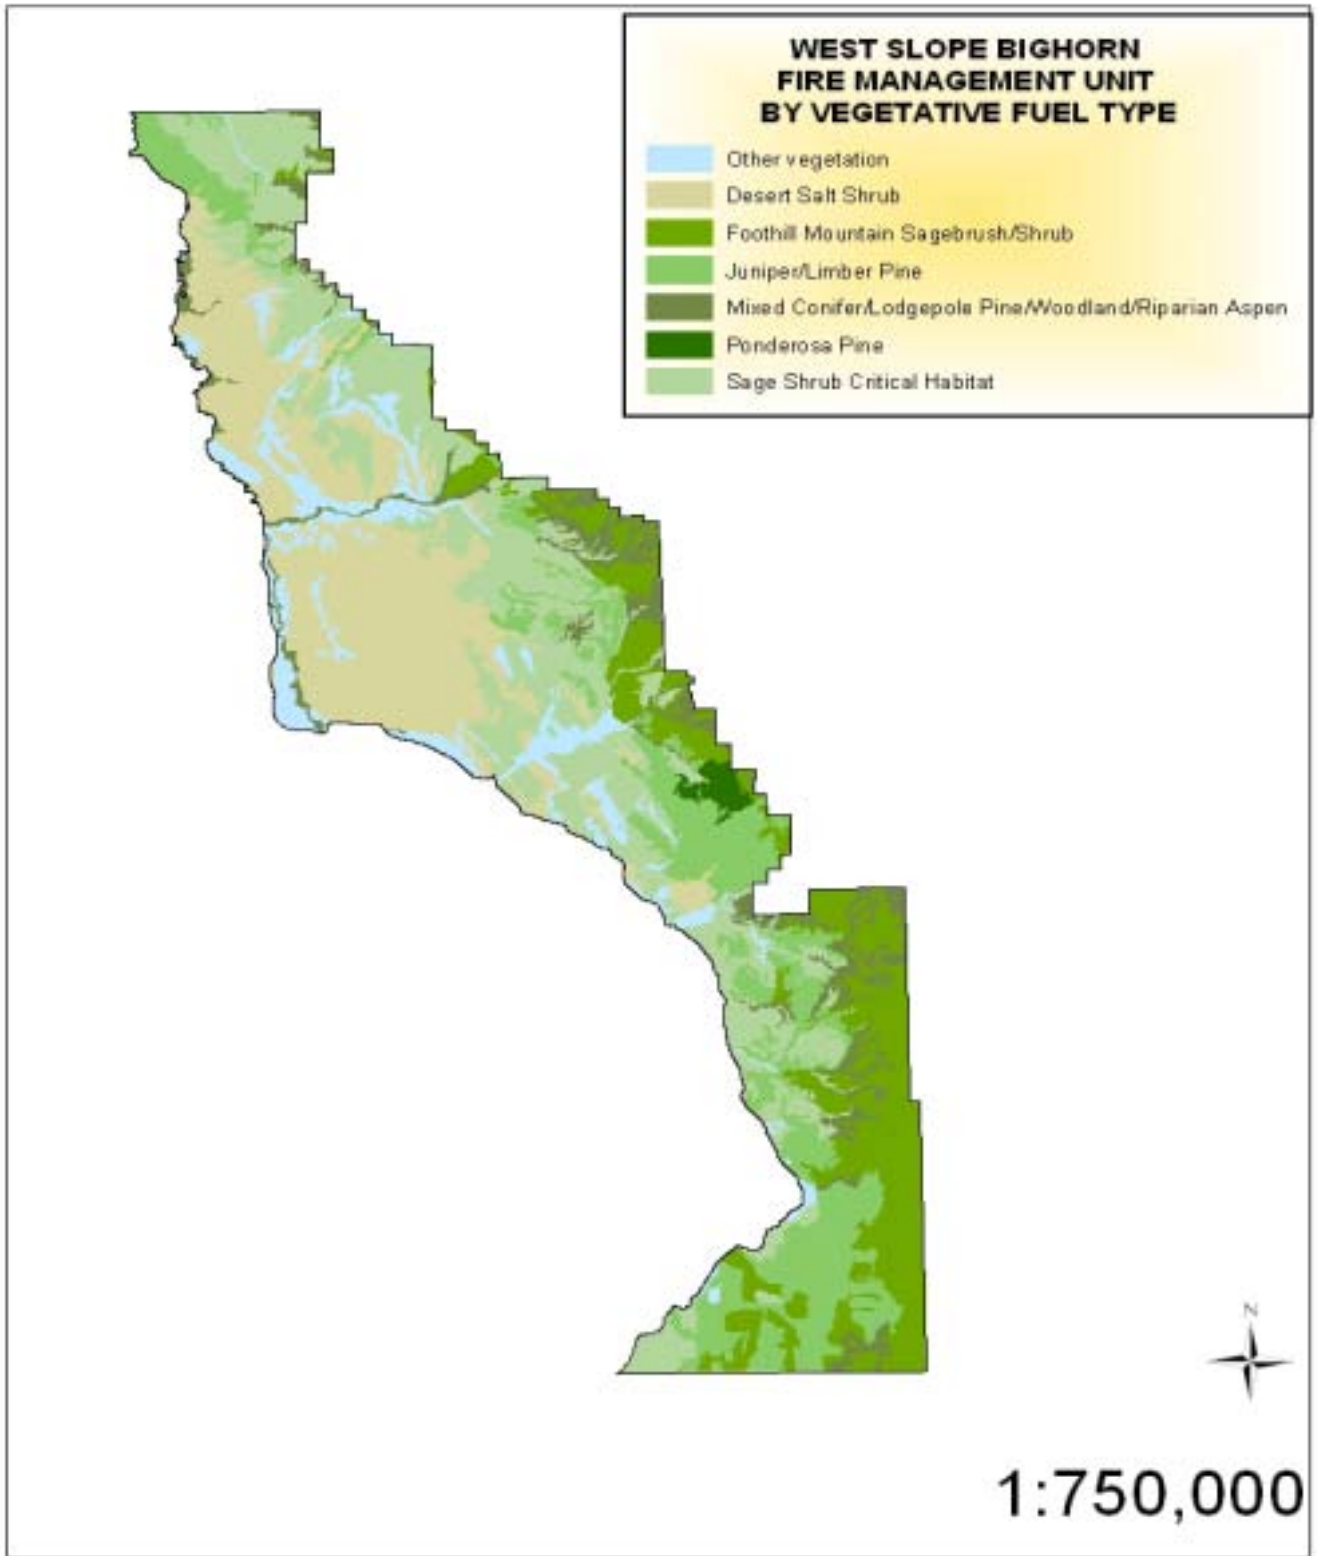 WEST SLOPE BIGHORN
FIRE MANAGEMENT UNIT
BY VEGETATIVE FUEL TYPE
Other vegetation
Desert Salt Shrub
Foothill Mountain Sagebrush/Shrub
Juniper/Limber Pine
Mixed Conifer/Lodgepole Pine/Woodland/Riparian Aspen
Ponderosa Pine
Sage Shrub Critical Habitat
N
1:750,000